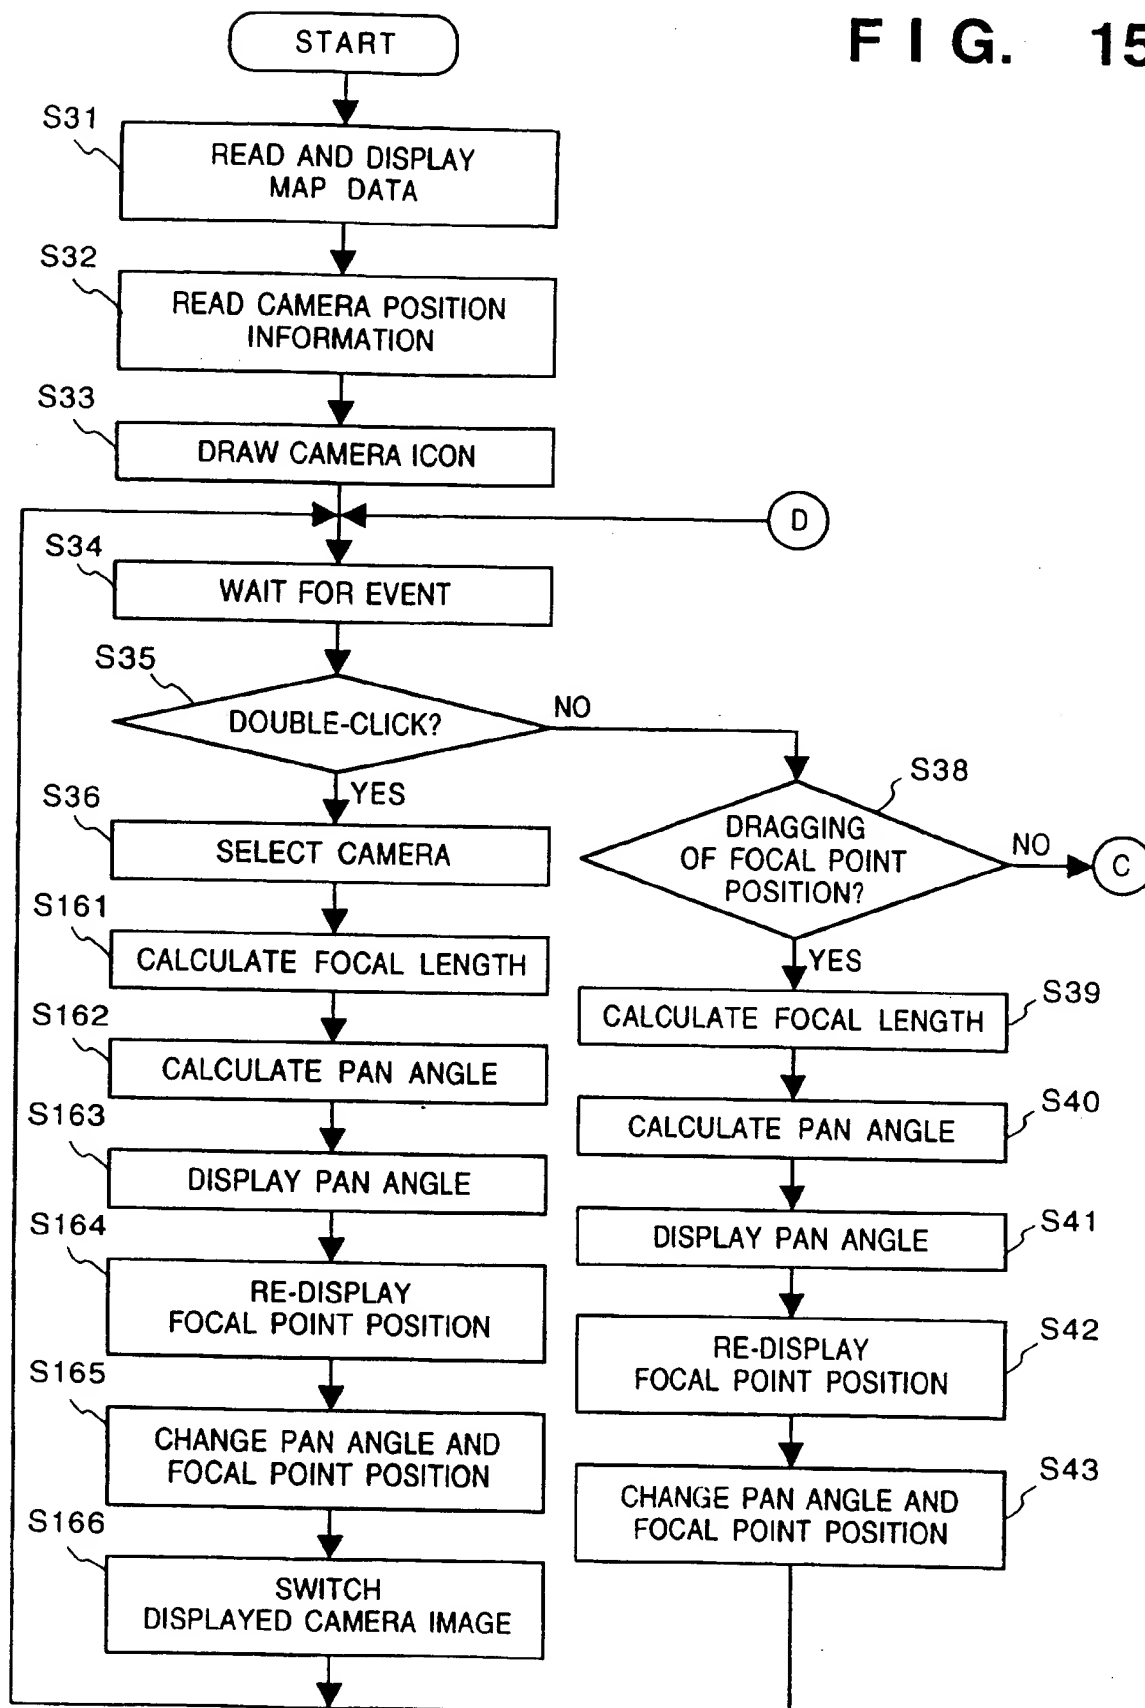 FIG. 15
START
S31
READ AND DISPLAY
MAP DATA
S32
READ CAMERA POSITION
INFORMATION
S33
DRAW CAMERA ICON
D
S34
WAIT FOR EVENT
S35
DOUBLE-CLICK?
NO
YES
S36
SELECT CAMERA
S161
CALCULATE FOCAL LENGTH
S162
CALCULATE PAN ANGLE
S163
DISPLAY PAN ANGLE
S164
RE-DISPLAY
FOCAL POINT POSITION
S165
CHANGE PAN ANGLE AND
FOCAL POINT POSITION
S166
SWITCH
DISPLAYED CAMERA IMAGE
S38
DRAGGING
OF FOCAL POINT
POSITION?
NO
C
YES
S39
CALCULATE FOCAL LENGTH
S40
CALCULATE PAN ANGLE
S41
DISPLAY PAN ANGLE
S42
RE-DISPLAY
FOCAL POINT POSITION
S43
CHANGE PAN ANGLE AND
FOCAL POINT POSITION